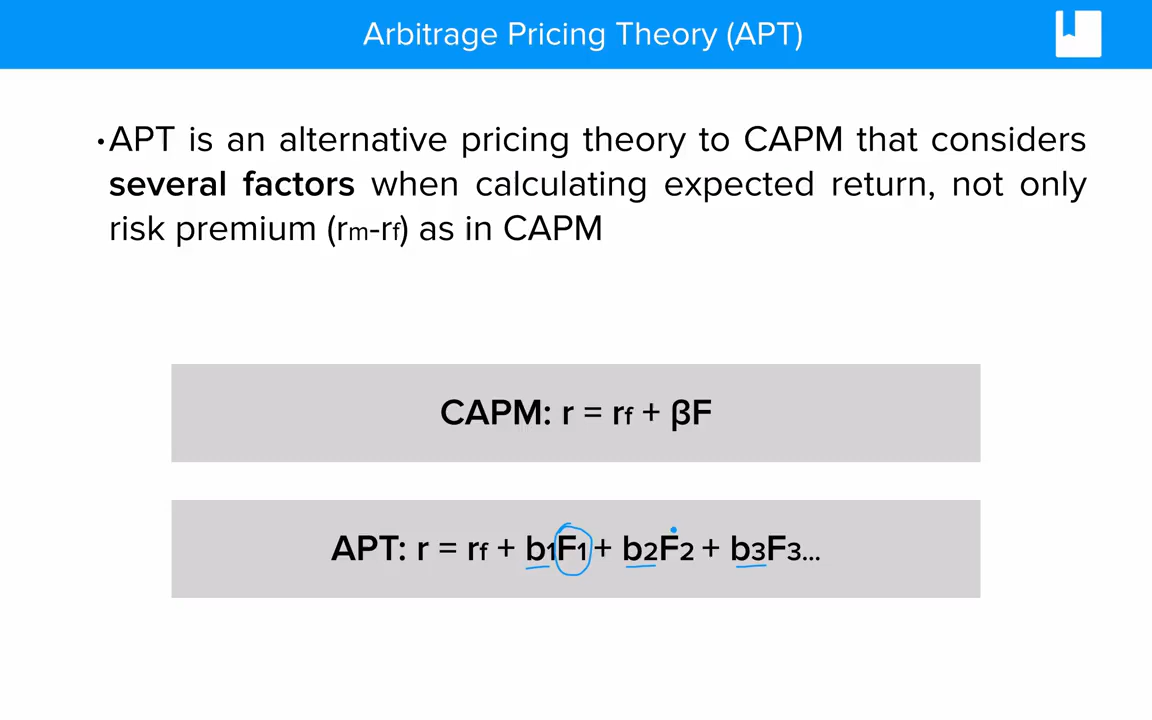 Arbitrage Pricing Theory (APT)
•APT is an alternative pricing theory to CAPM that considers
several factors when calculating expected return, not only
risk premium (rm-rf) as in CAPM
CAPM: r = rf + βF
APT: r = rf + b1F1 + b2F2 + b3F3...